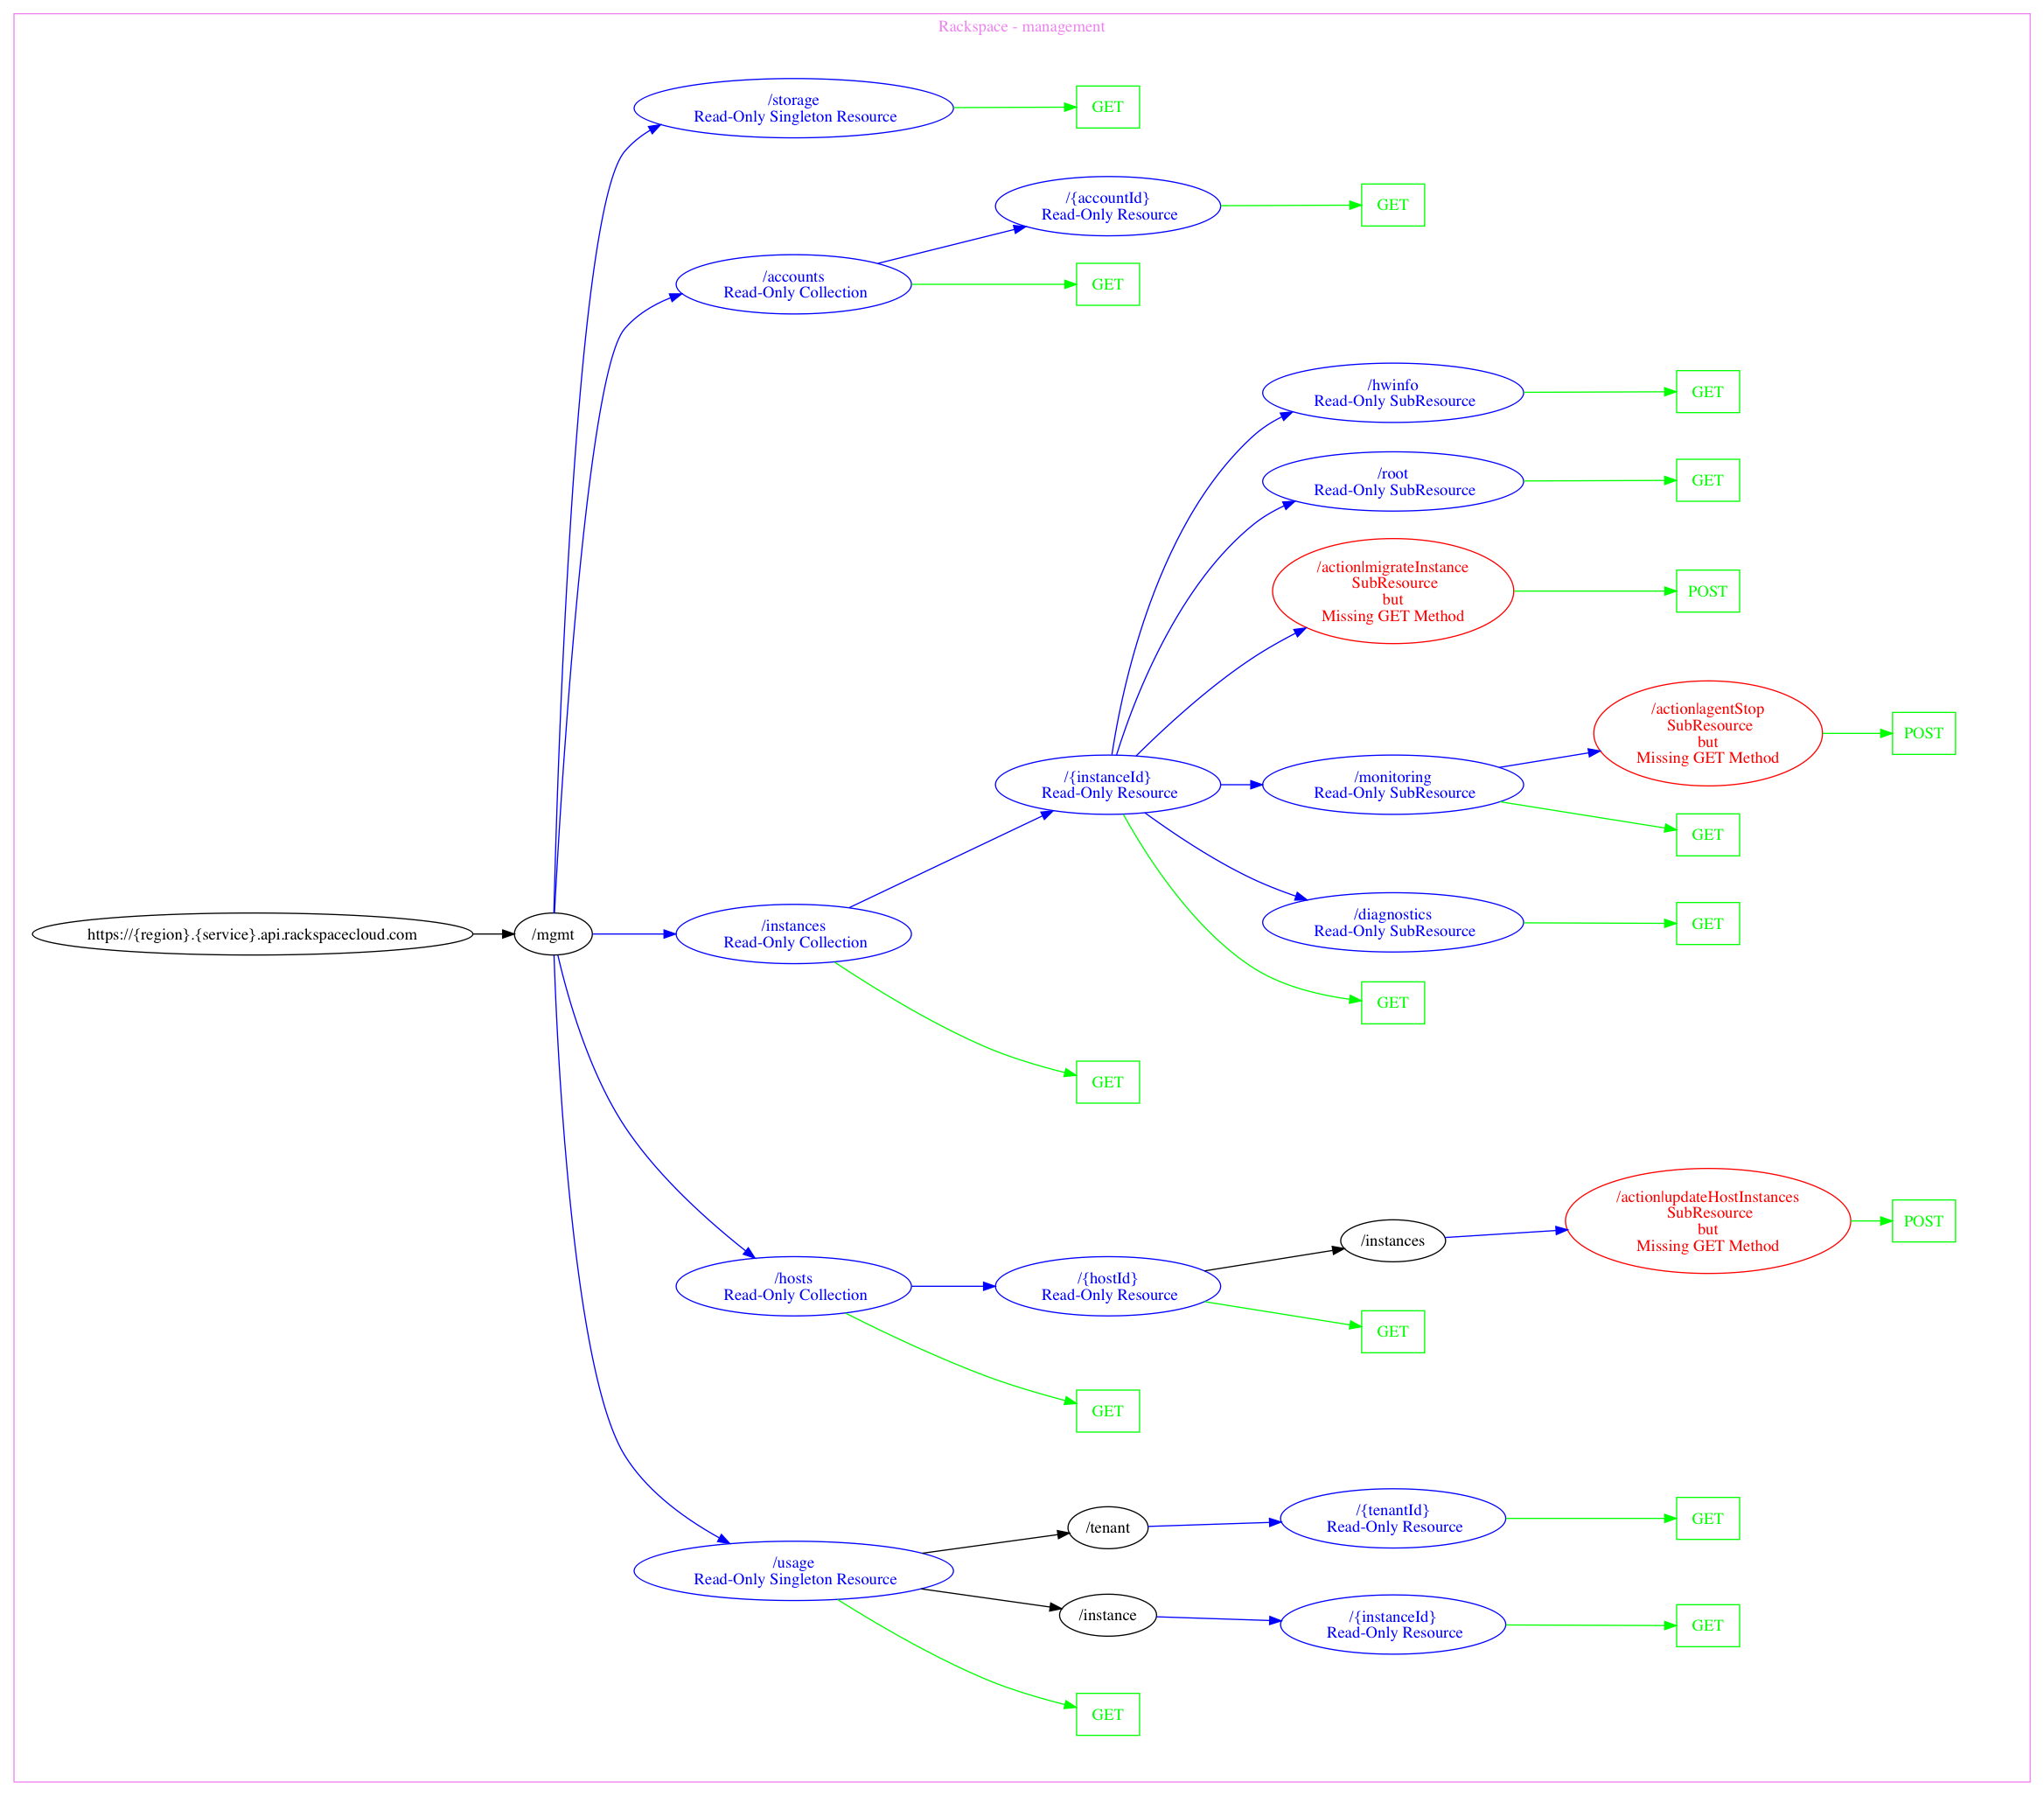 Rackspace - management
/storage
Read-Only Singleton Resource
GET
/{accountId}
Read-Only Resource
GET
/accounts
Read-Only Collection
GET
/hwinfo
Read-Only SubResource
GET
/root
Read-Only SubResource
GET
/action|migrateInstance
SubResource
but
Missing GET Method
POST
/action|agentStop
SubResource
but
Missing GET Method
POST
/{instanceId}
Read-Only Resource
/monitoring
Read-Only SubResource
GET
/diagnostics
Read-Only SubResource
GET
https://{region}.{service}.api.rackspacecloud.com
/mgmt
/instances
Read-Only Collection
GET
GET
/action|updateHostInstances
SubResource
but
Missing GET Method
POST
/instances
/hosts
Read-Only Collection
/{hostId}
Read-Only Resource
GET
GET
/tenant
/{tenantId}
Read-Only Resource
GET
/usage
Read-Only Singleton Resource
/instance
/{instanceId}
Read-Only Resource
GET
GET